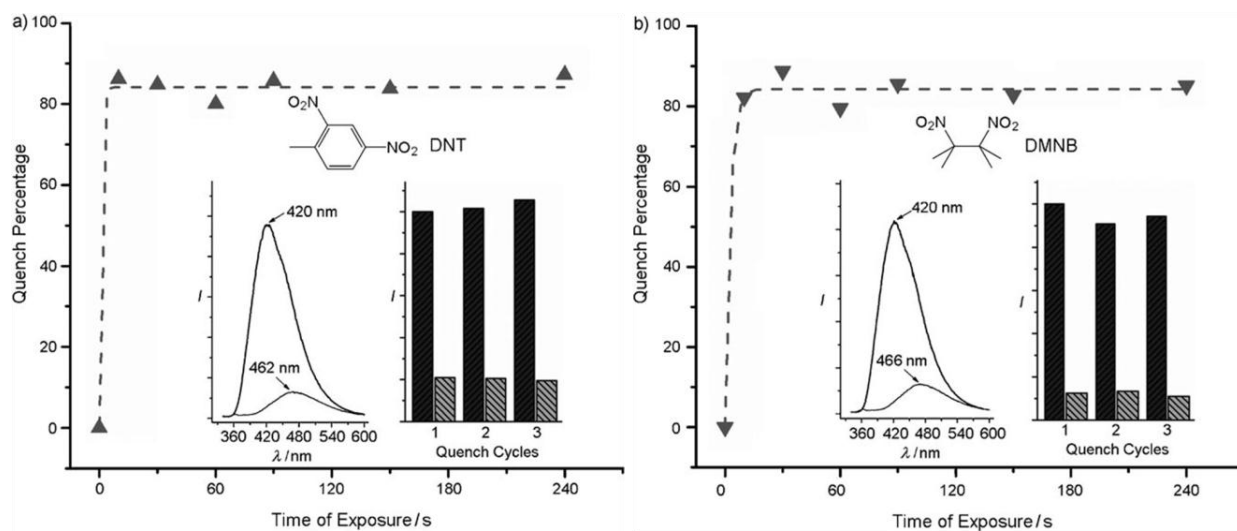 a)
100
80
60
40
20
0
Quench Percentage
O₂N
NO₂ DNT
420 nm
462 nm
I
I
360 420 480 600
λ/nm
1 2 3
Quench Cycles
0 60 120 180 240
Time of Exposure/s
b)
100
80
60
40
20
0
Quench Percentage
O₂N NO₂
DMNB
420 nm
466 nm
I
I
360 420 480 600
λ/nm
1 2 3
Quench Cycles
0 60 120 180 240
Time of Exposure/s